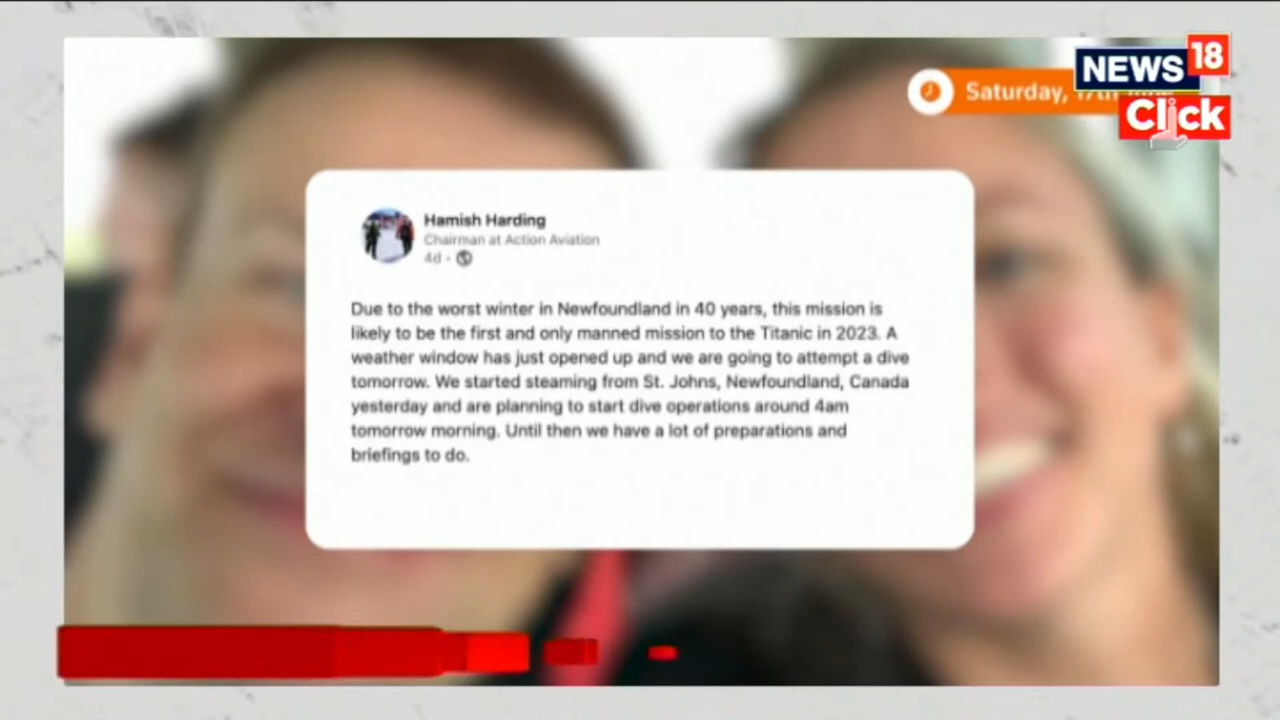 NEWS 18
Click
Saturday,
Hamish Harding
Chairman at Action Aviation
4d •
Due to the worst winter in Newfoundland in 40 years, this mission is
likely to be the first and only manned mission to the Titanic in 2023. A
weather window has just opened up and we are going to attempt a dive
tomorrow. We started steaming from St. Johns, Newfoundland, Canada
yesterday and are planning to start dive operations around 4am
tomorrow morning. Until then we have a lot of preparations and
briefings to do.